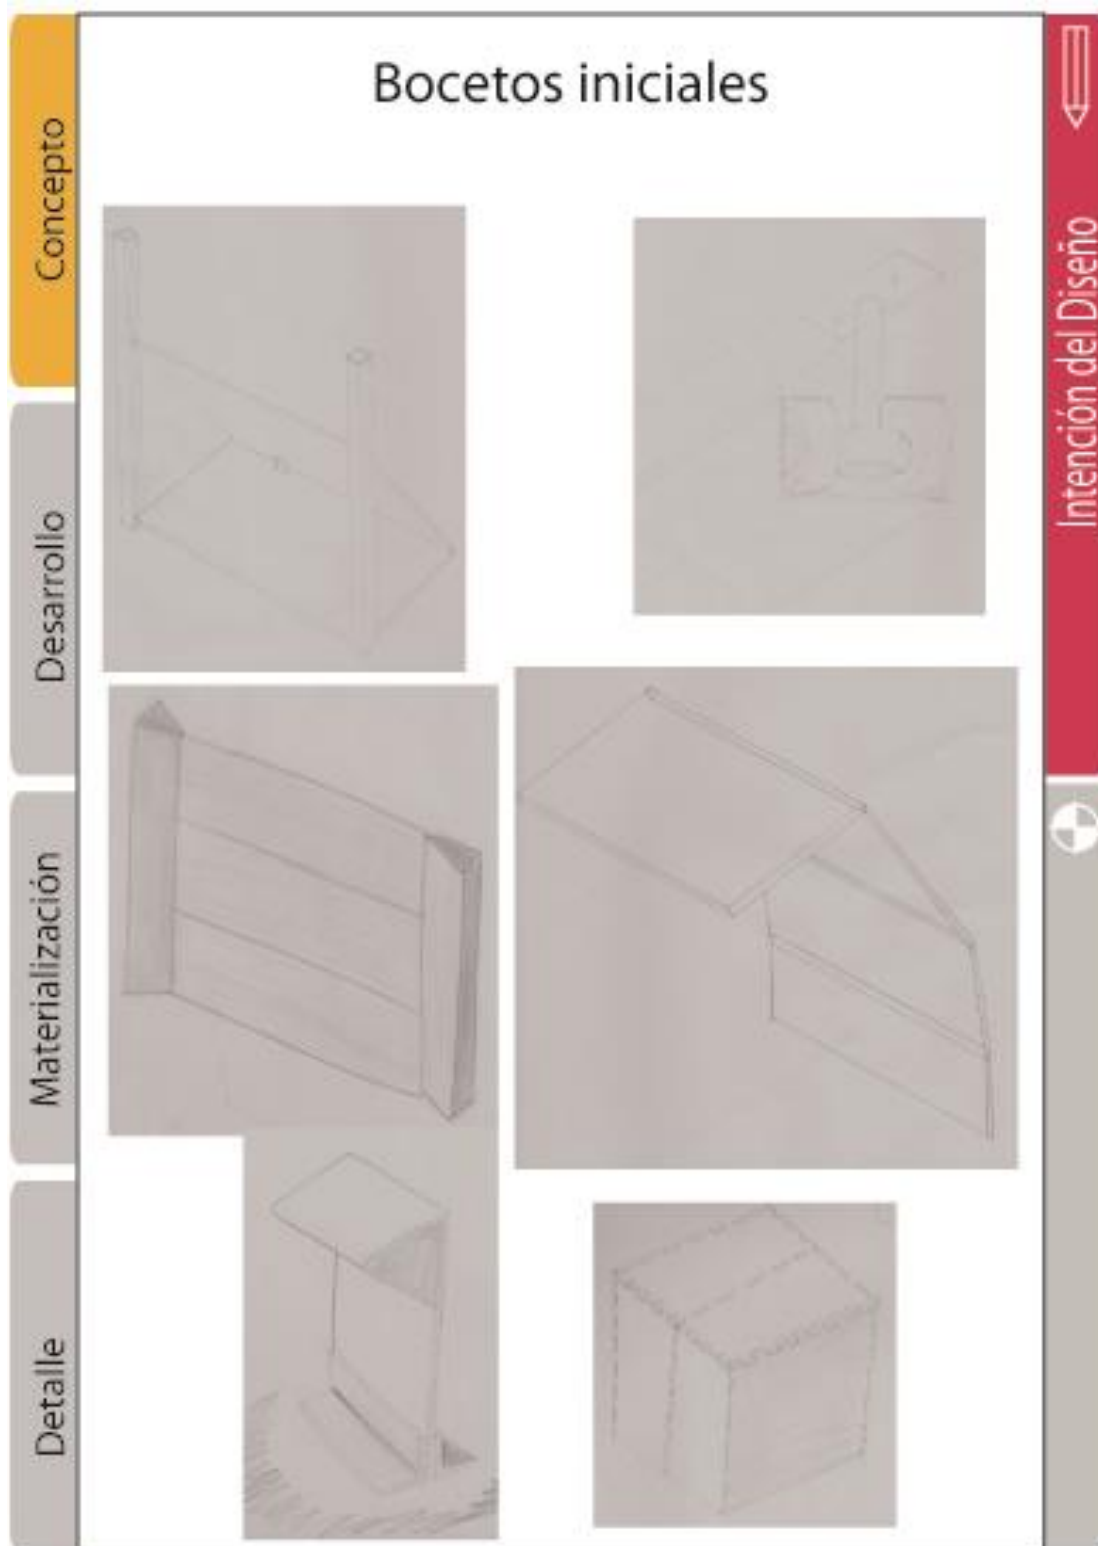 Bocetos iniciales
Concepto
Desarrollo
Materialización
Detalle
Intención del Diseño